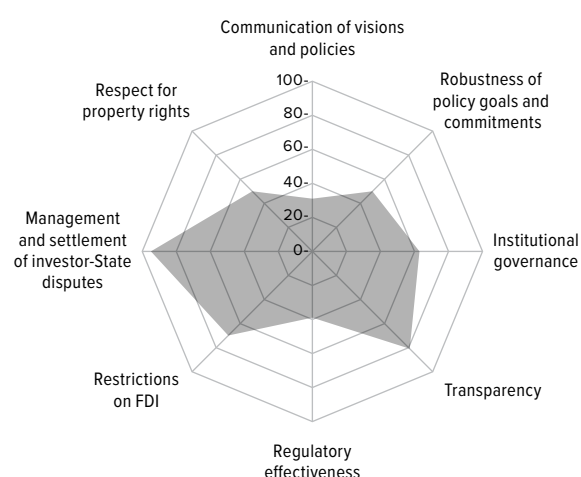 Communication of visions
and policies
Robustness of
policy goals and
commitments
Respect for
property rights
100-
80-
60-
40-
20-
0-
Management
and settlement
of investor-State
disputes
Institutional
governance
Restrictions
on FDI
Transparency
Regulatory
effectiveness